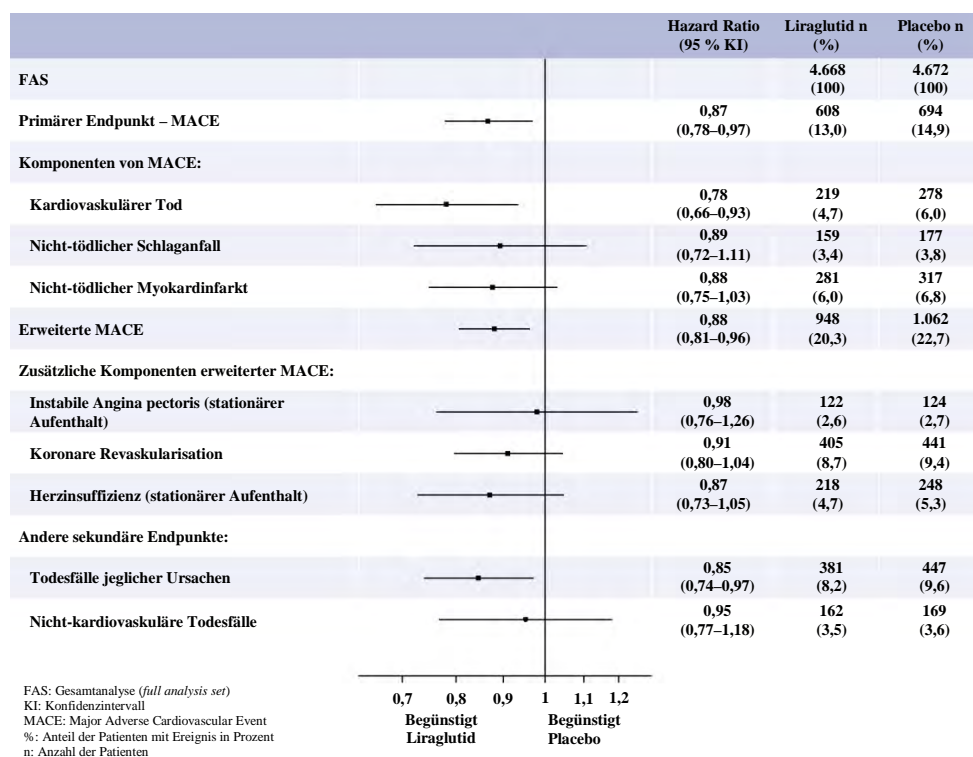 Hazard Ratio Liraglutid n Placebo n
(95 % KI) (%) (%)
FAS 4.668 4.672
(100) (100)
Primärer Endpunkt – MACE 0,87 608 694
(0,78–0,97) (13,0) (14,9)
Komponenten von MACE:
Kardiovaskulärer Tod 0,78 219 278
(0,66–0,93) (4,7) (6,0)
Nicht-tödlicher Schlaganfall 0,89 159 177
(0,72–1.11) (3,4) (3,8)
Nicht-tödlicher Myokardinfarkt 0,88 281 317
(0,75–1,03) (6,0) (6,8)
Erweiterte MACE 0,88 948 1.062
(0,81–0,96) (20,3) (22,7)
Zusätzliche Komponenten erweiterter MACE:
Instabile Angina pectoris (stationärer 0,98 122 124
Aufenthalt) (0,76–1,26) (2,6) (2,7)
Koronare Revaskularisation 0,91 405 441
(0,80–1,04) (8,7) (9,4)
Herzinsuffizienz (stationärer Aufenthalt) 0,87 218 248
(0,73–1,05) (4,7) (5,3)
Andere sekundäre Endpunkte:
Todesfälle jeglicher Ursachen 0,85 381 447
(0,74–0,97) (8,2) (9,6)
Nicht-kardiovaskuläre Todesfälle 0,95 162 169
(0,77–1,18) (3,5) (3,6)
0,7 0,8 0,9 1 1,1 1,2
Begünstigt Begünstigt
Liraglutid Placebo
FAS: Gesamtanalyse (full analysis set)
KI: Konfidenzintervall
MACE: Major Adverse Cardiovascular Event
%: Anteil der Patienten mit Ereignis in Prozent
n: Anzahl der Patienten